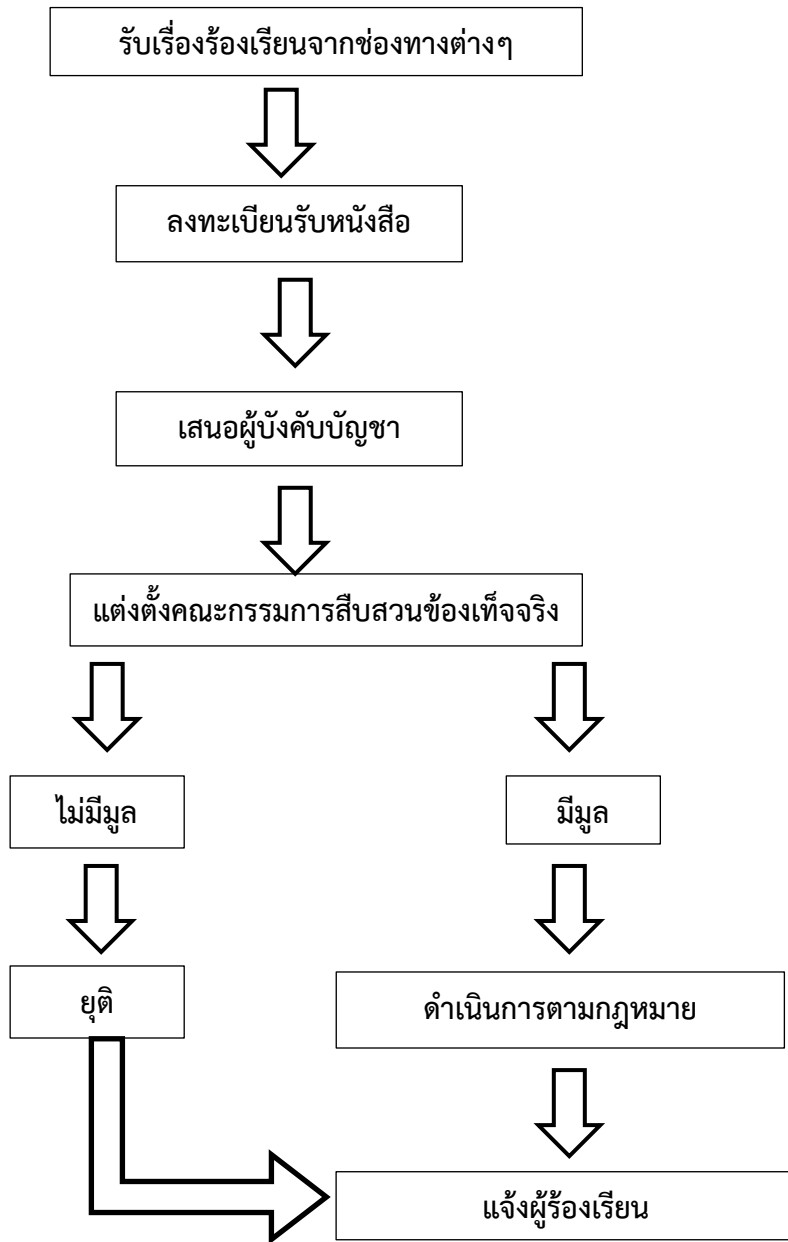 รับเรื่องร้องเรียนจากช่องทางต่างๆ
ลงทะเบียนรับหนังสือ
เสนอผู้บังคับบัญชา
แต่งตั้งคณะกรรมการสืบสวนข้องเท็จจริง
ไม่มีมูล
มีมูล
ยุติ
ดำเนินการตามกฎหมาย
แจ้งผู้ร้องเรียน